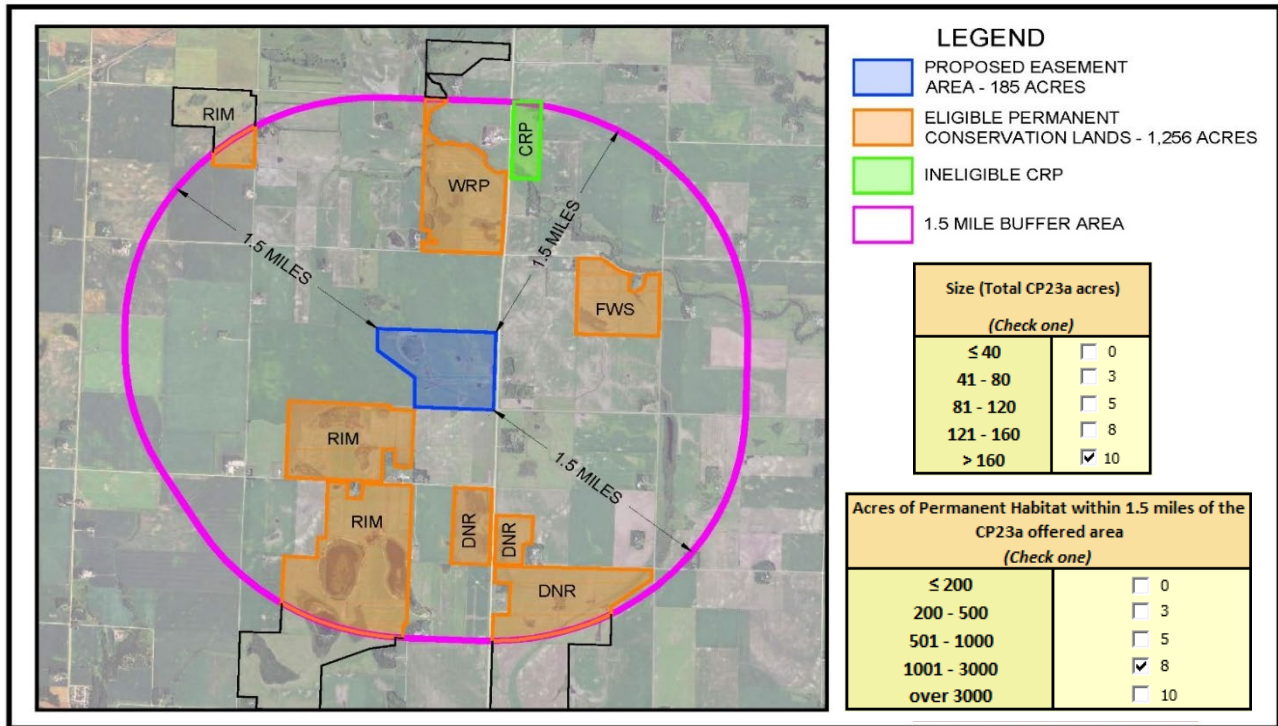 RIM
WRP
CRP
1.5 MILES
1.5 MILES
FWS
RIM
1.5 MILES
RIM
DNR
DNR
DNR
LEGEND
PROPOSED EASEMENT
AREA - 185 ACRES
ELIGIBLE PERMANENT
CONSERVATION LANDS - 1,256 ACRES
INELIGIBLE CRP
1.5 MILE BUFFER AREA
Size (Total CP23a acres)
(Check one)
≤ 40 0
41 - 80 3
81 - 120 5
121 - 160 8
> 160 10
Acres of Permanent Habitat within 1.5 miles of the
CP23a offered area
(Check one)
≤ 200 0
200 - 500 3
501 - 1000 5
1001 - 3000 8
over 3000 10